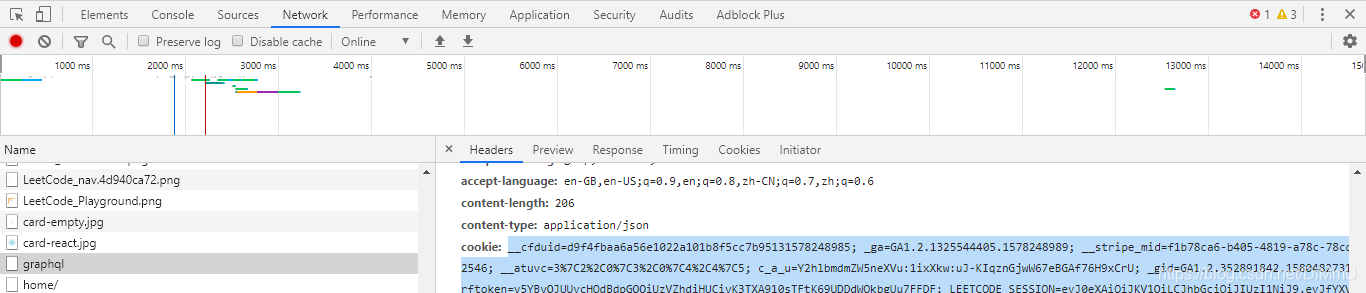 Elements Console Sources Network Performance Memory Application Security Audits Adblock Plus 1 3
Preserve log Disable cache Online
1000 ms 2000 ms 3000 ms 4000 ms 5000 ms 6000 ms 7000 ms 8000 ms 9000 ms 10000 ms 11000 ms 12000 ms 13000 ms 14000 ms 150
Name
Headers Preview Response Timing Cookies Initiator
LeetCode_nav.4d940ca72.png
LeetCode_Playground.png
card-empty.jpg
card-react.jpg
graphql
home/
accept-language: en-GB,en-US;q=0.9,en;q=0.8,zh-CN;q=0.7,zh;q=0.6
content-length: 206
content-type: application/json
cookie: __cfduid=d9f4fbaa6a56e1022a101b8f5cc7b95131578248985; _ga=GA1.2.1325544405.1578248989; __stripe_mid=f1b78ca6-b405-4819-a78c-78cc
2546; __atuvc=3%7C2%2C0%7C3%2C0%7C4%2C4%7C5; c_a_u=Y2hlbmdmZW5neXVu:1ixXkw:uJ-KIqznGjwW67eBGAf76H9xCrU; _gid=GA1.2.352891842.1580482731